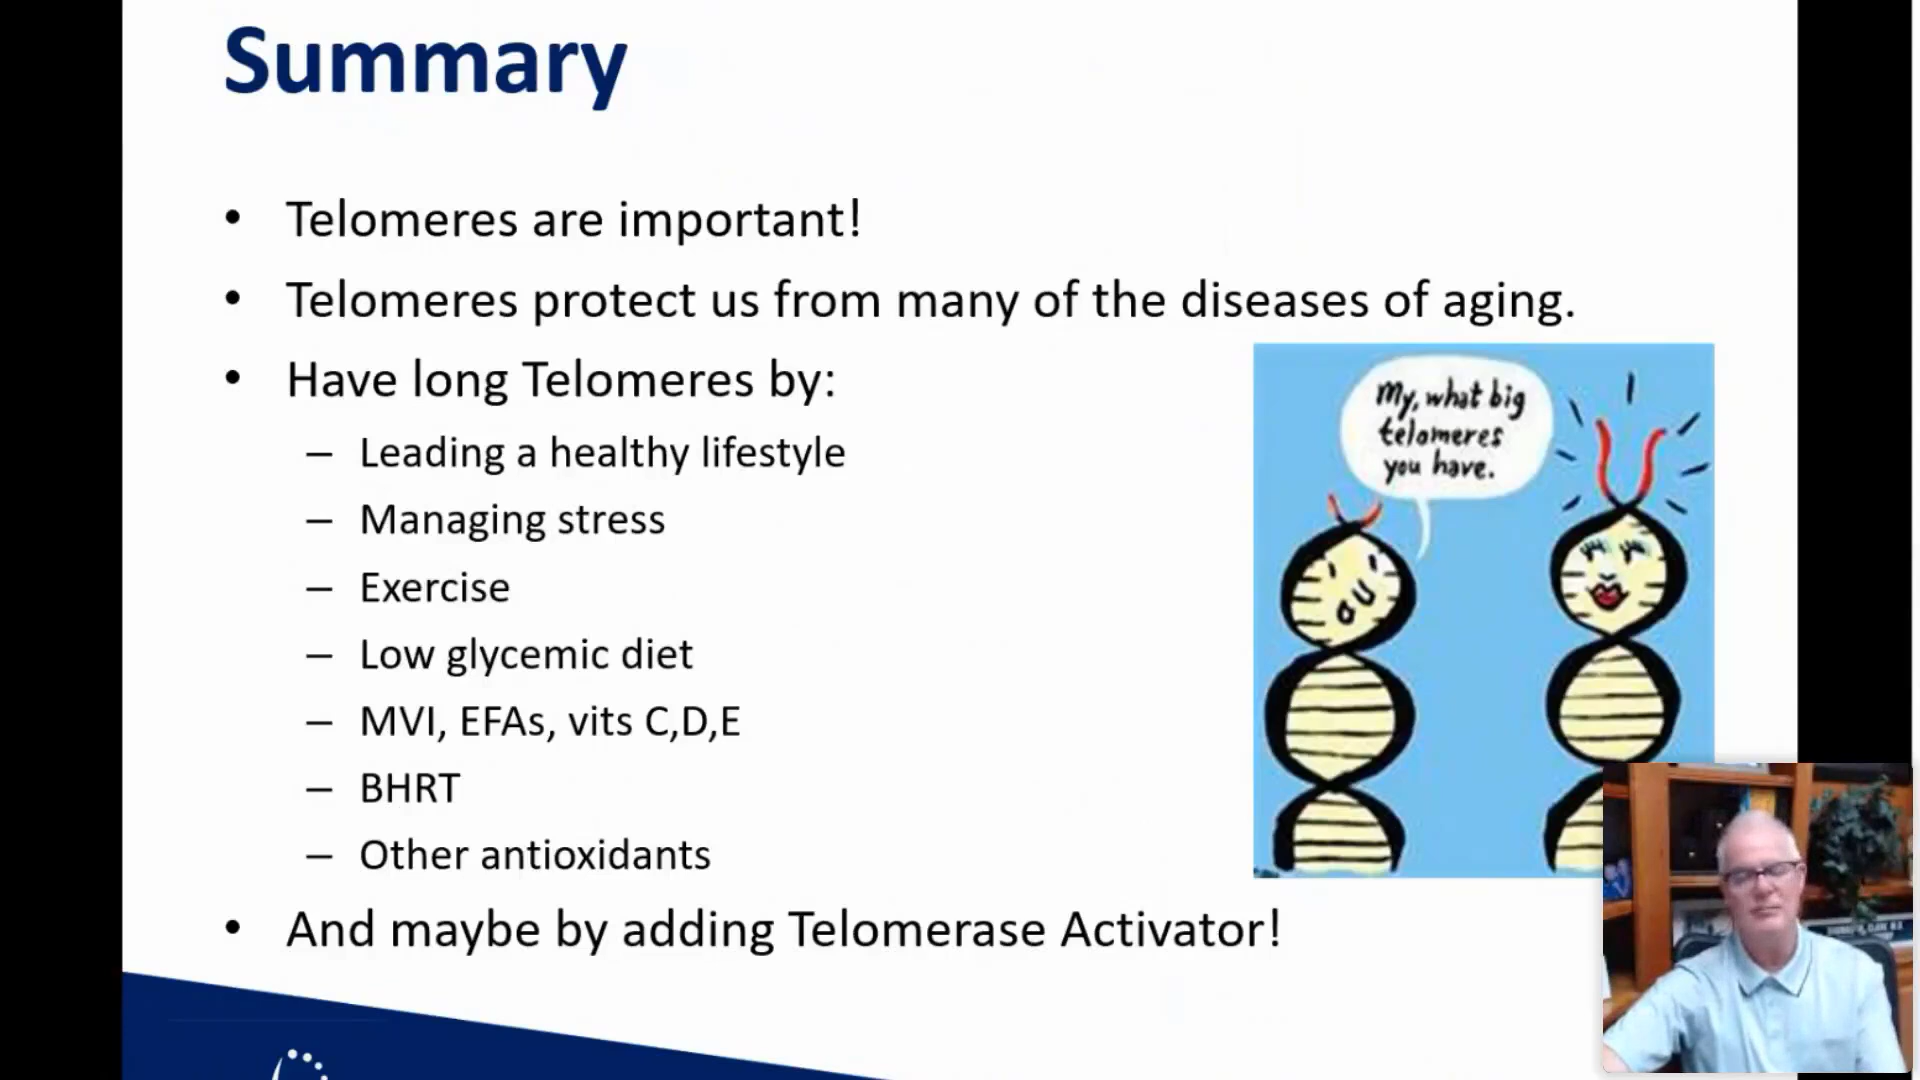 Summary
• Telomeres are important!
• Telomeres protect us from many of the diseases of aging.
• Have long Telomeres by:
– Leading a healthy lifestyle
– Managing stress
– Exercise
– Low glycemic diet
– MVI, EFAs, vits C,D,E
– BHRT
– Other antioxidants
• And maybe by adding Telomerase Activator!
My, what big
telomeres
you have.